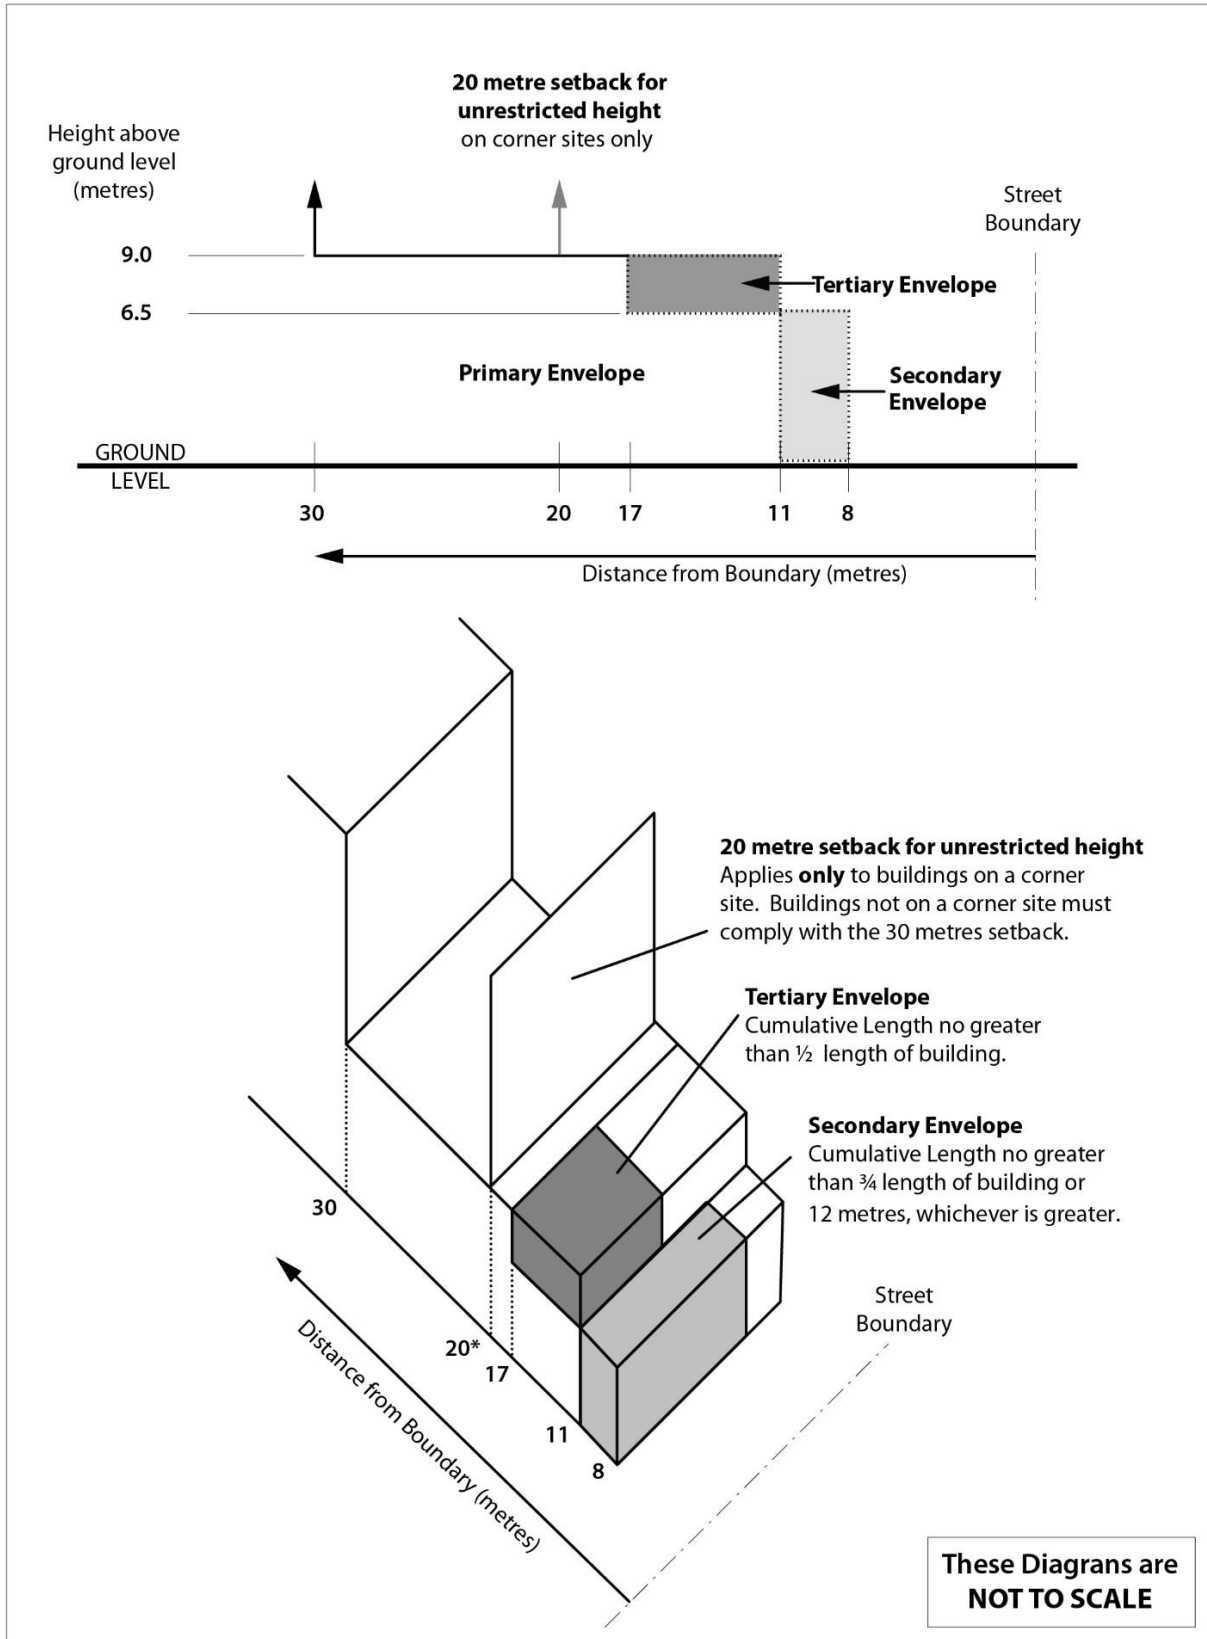 20 metre setback for
unrestricted height
on corner sites only
Height above
ground level
(metres)
Street
Boundary
9.0
Tertiary Envelope
6.5
Primary Envelope
Secondary
Envelope
GROUND
LEVEL
30
20
17
11
8
Distance from Boundary (metres)
20 metre setback for unrestricted height
Applies only to buildings on a corner
site. Buildings not on a corner site must
comply with the 30 metres setback.
Tertiary Envelope
Cumulative Length no greater
than ½ length of building.
Secondary Envelope
Cumulative Length no greater
than ¾ length of building or
12 metres, whichever is greater.
30
Street
Boundary
20*
17
11
8
Distance from Boundary (metres)
These Diagrans are
NOT TO SCALE